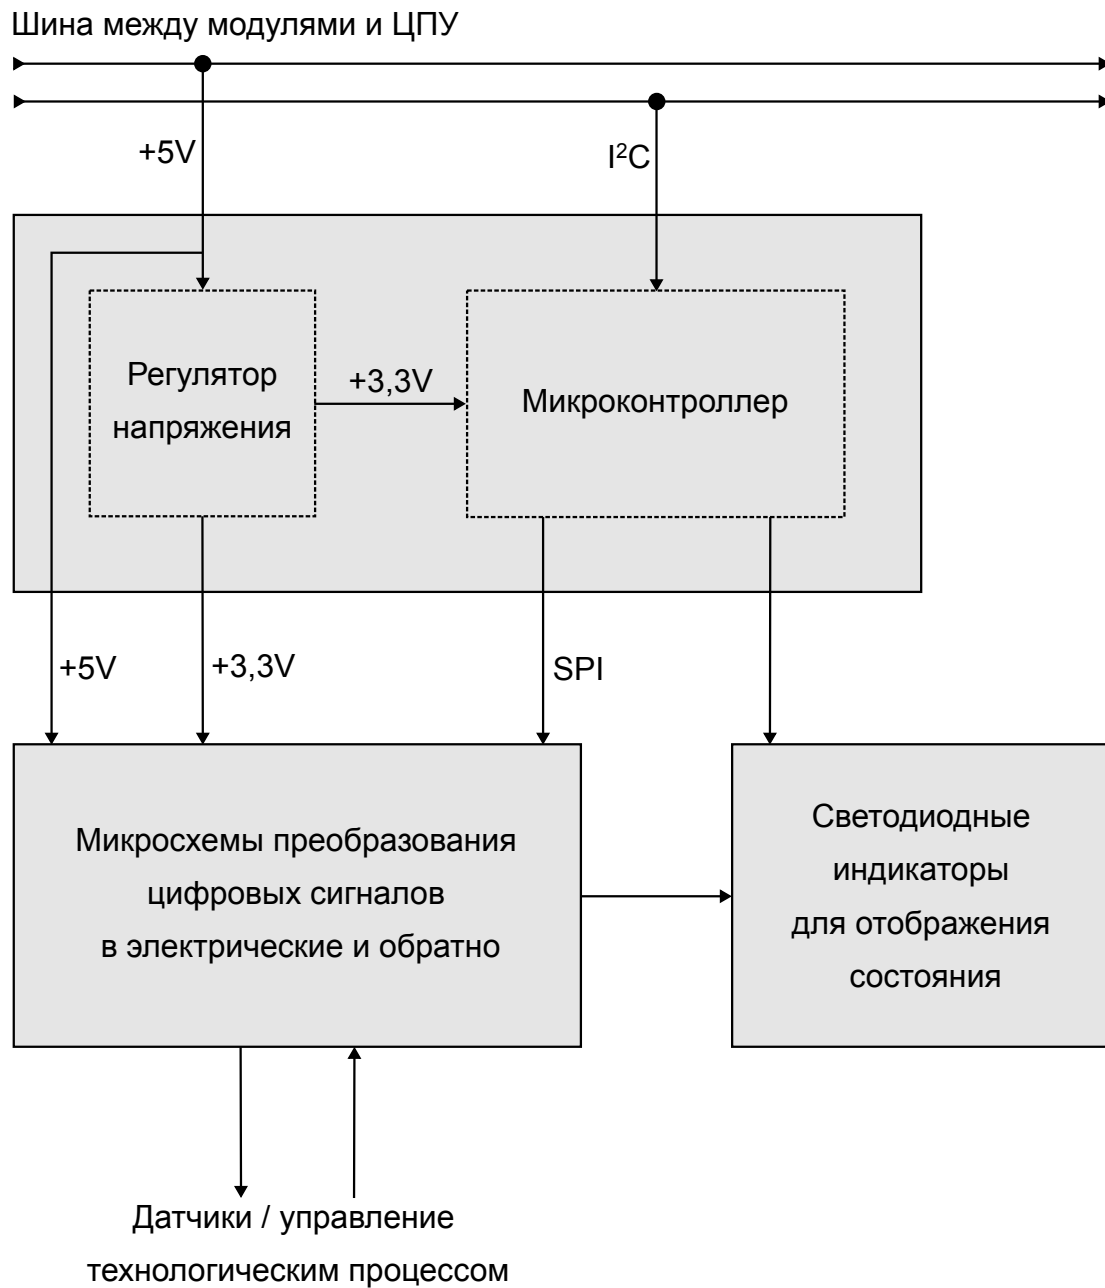 Шина между модулями и ЦПУ
+5V
I²C
Регулятор
напряжения
+3,3V
Микроконтроллер
+5V
+3,3V
SPI
Микросхемы преобразования
цифровых сигналов
в электрические и обратно
Светодиодные
индикаторы
для отображения
состояния
Датчики / управление
технологическим процессом